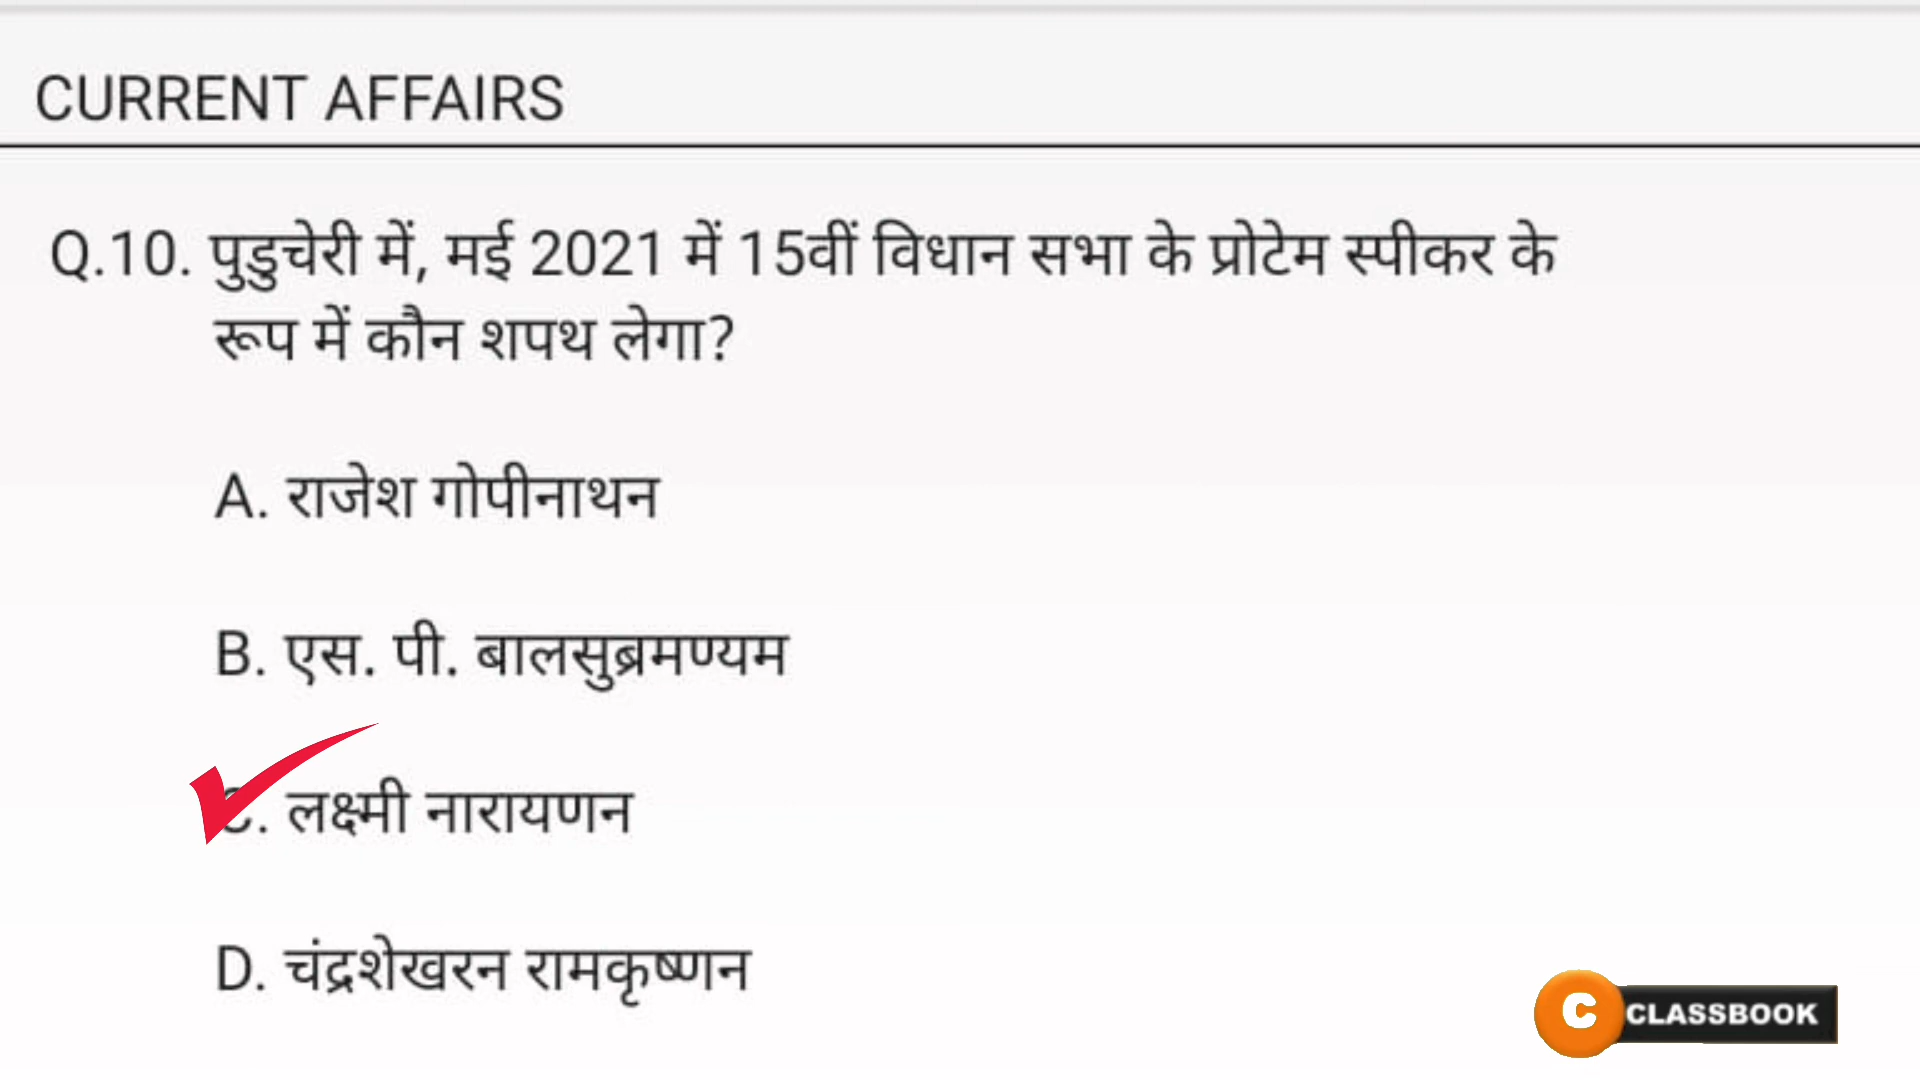 CURRENT AFFAIRS
Q.10. पुडुचेरी में, मई 2021 में 15वीं विधान सभा के प्रोटेम स्पीकर के
रूप में कौन शपथ लेगा?
A. राजेश गोपीनाथन
B. एस. पी. बालसुब्रमण्यम
C. लक्ष्मी नारायणन
D. चंद्रशेखरन रामकृष्णन
C CLASSBOOK